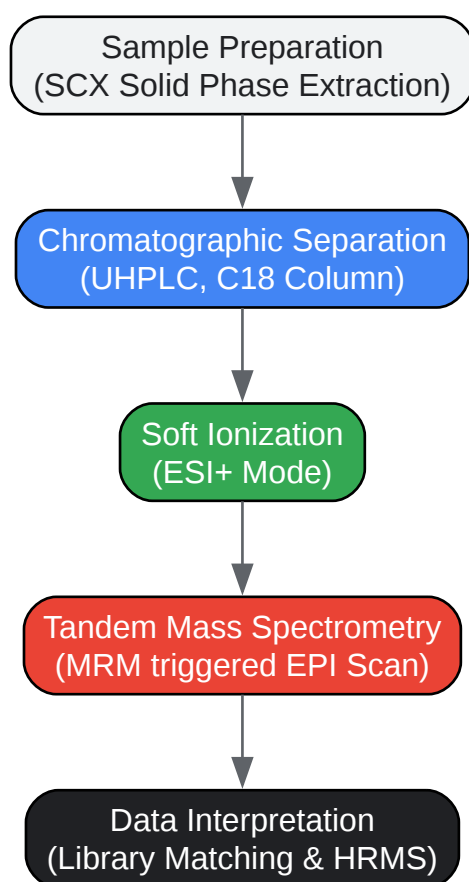 Sample Preparation
(SCX Solid Phase Extraction)
Chromatographic Separation
(UHPLC, C18 Column)
Soft Ionization
(ESI+ Mode)
Tandem Mass Spectrometry
(MRM triggered EPI Scan)
Data Interpretation
(Library Matching & HRMS)